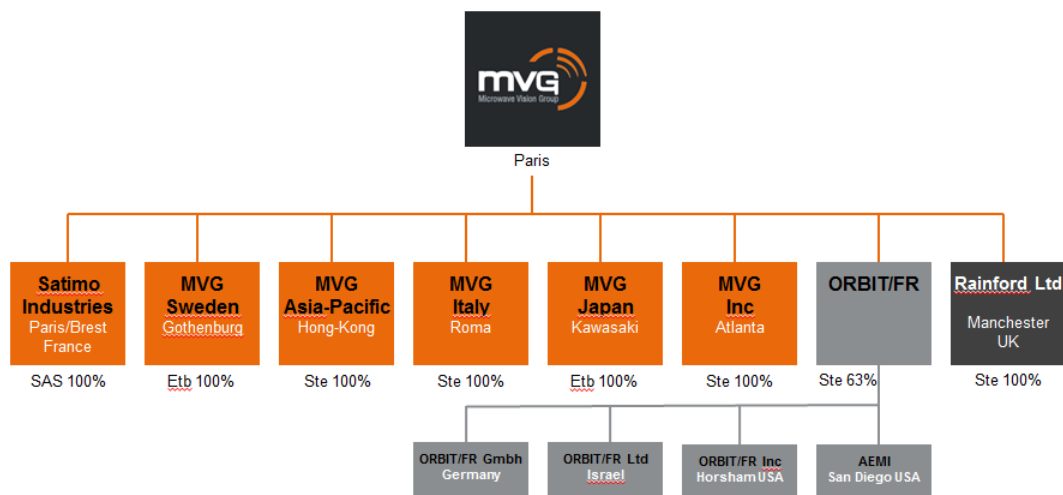 mvg
Microwave Vision Group
Paris
Satimo
Industries
Paris/Brest
France
SAS 100%
MVG
Sweden
Gothenburg
Etb 100%
MVG
Asia-Pacific
Hong-Kong
Ste 100%
MVG
Italy
Roma
Ste 100%
MVG
Japan
Kawasaki
Etb 100%
MVG
Inc
Atlanta
Ste 100%
ORBIT/FR
Ste 63%
Rainford Ltd
Manchester
UK
Ste 100%
ORBIT/FR Gmbh
Germany
ORBIT/FR Ltd
Israel
ORBIT/FR Inc
Horsham USA
AEMI
San Diego USA